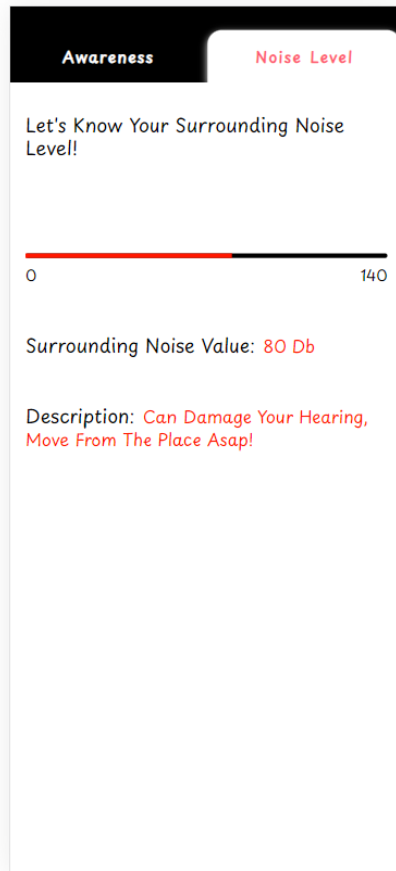 Awareness
Noise Level
Let's Know Your Surrounding Noise
Level!
0
140
Surrounding Noise Value: 80 Db
Description: Can Damage Your Hearing,
Move From The Place Asap!